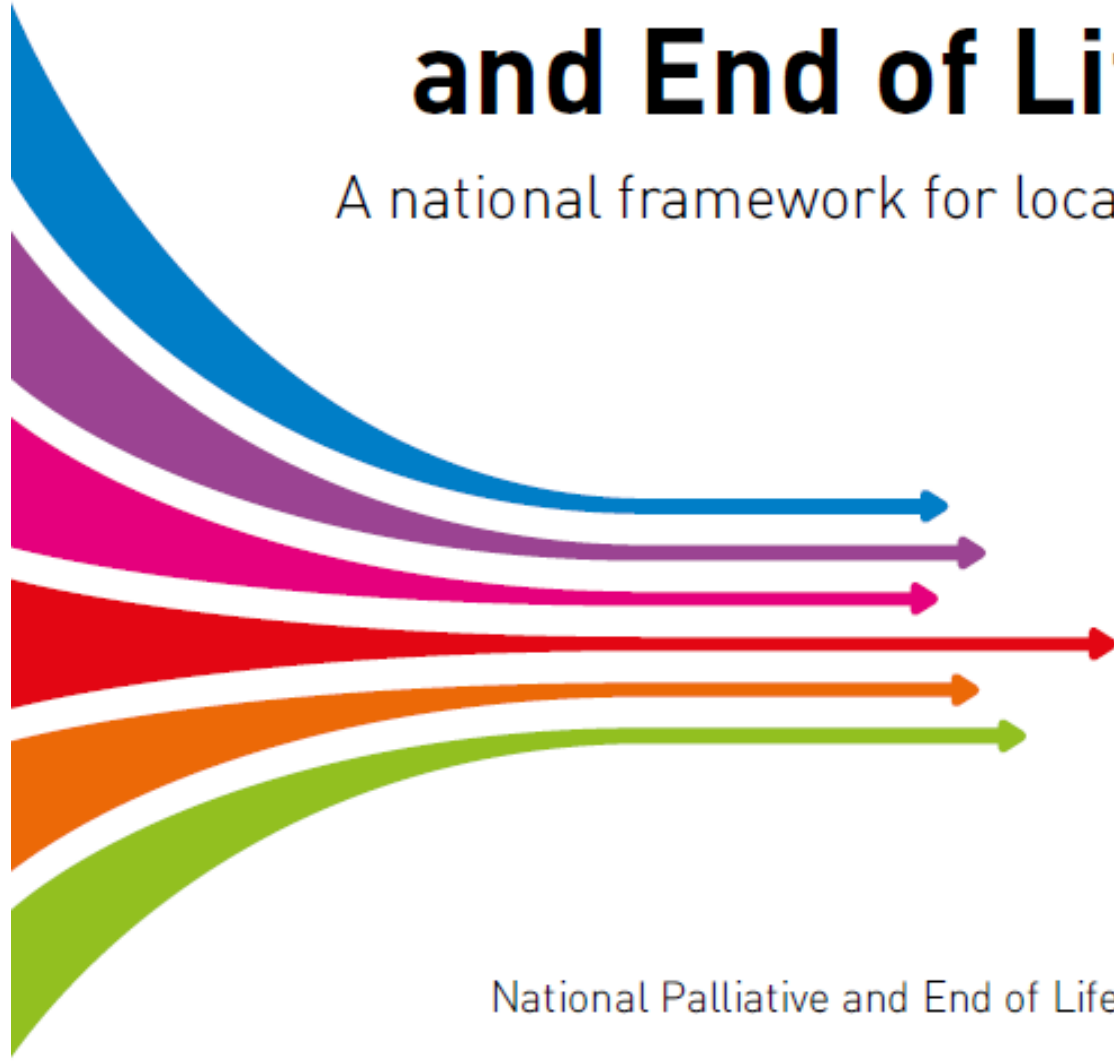 and End of Li
A national framework for loca
National Palliative and End of Life